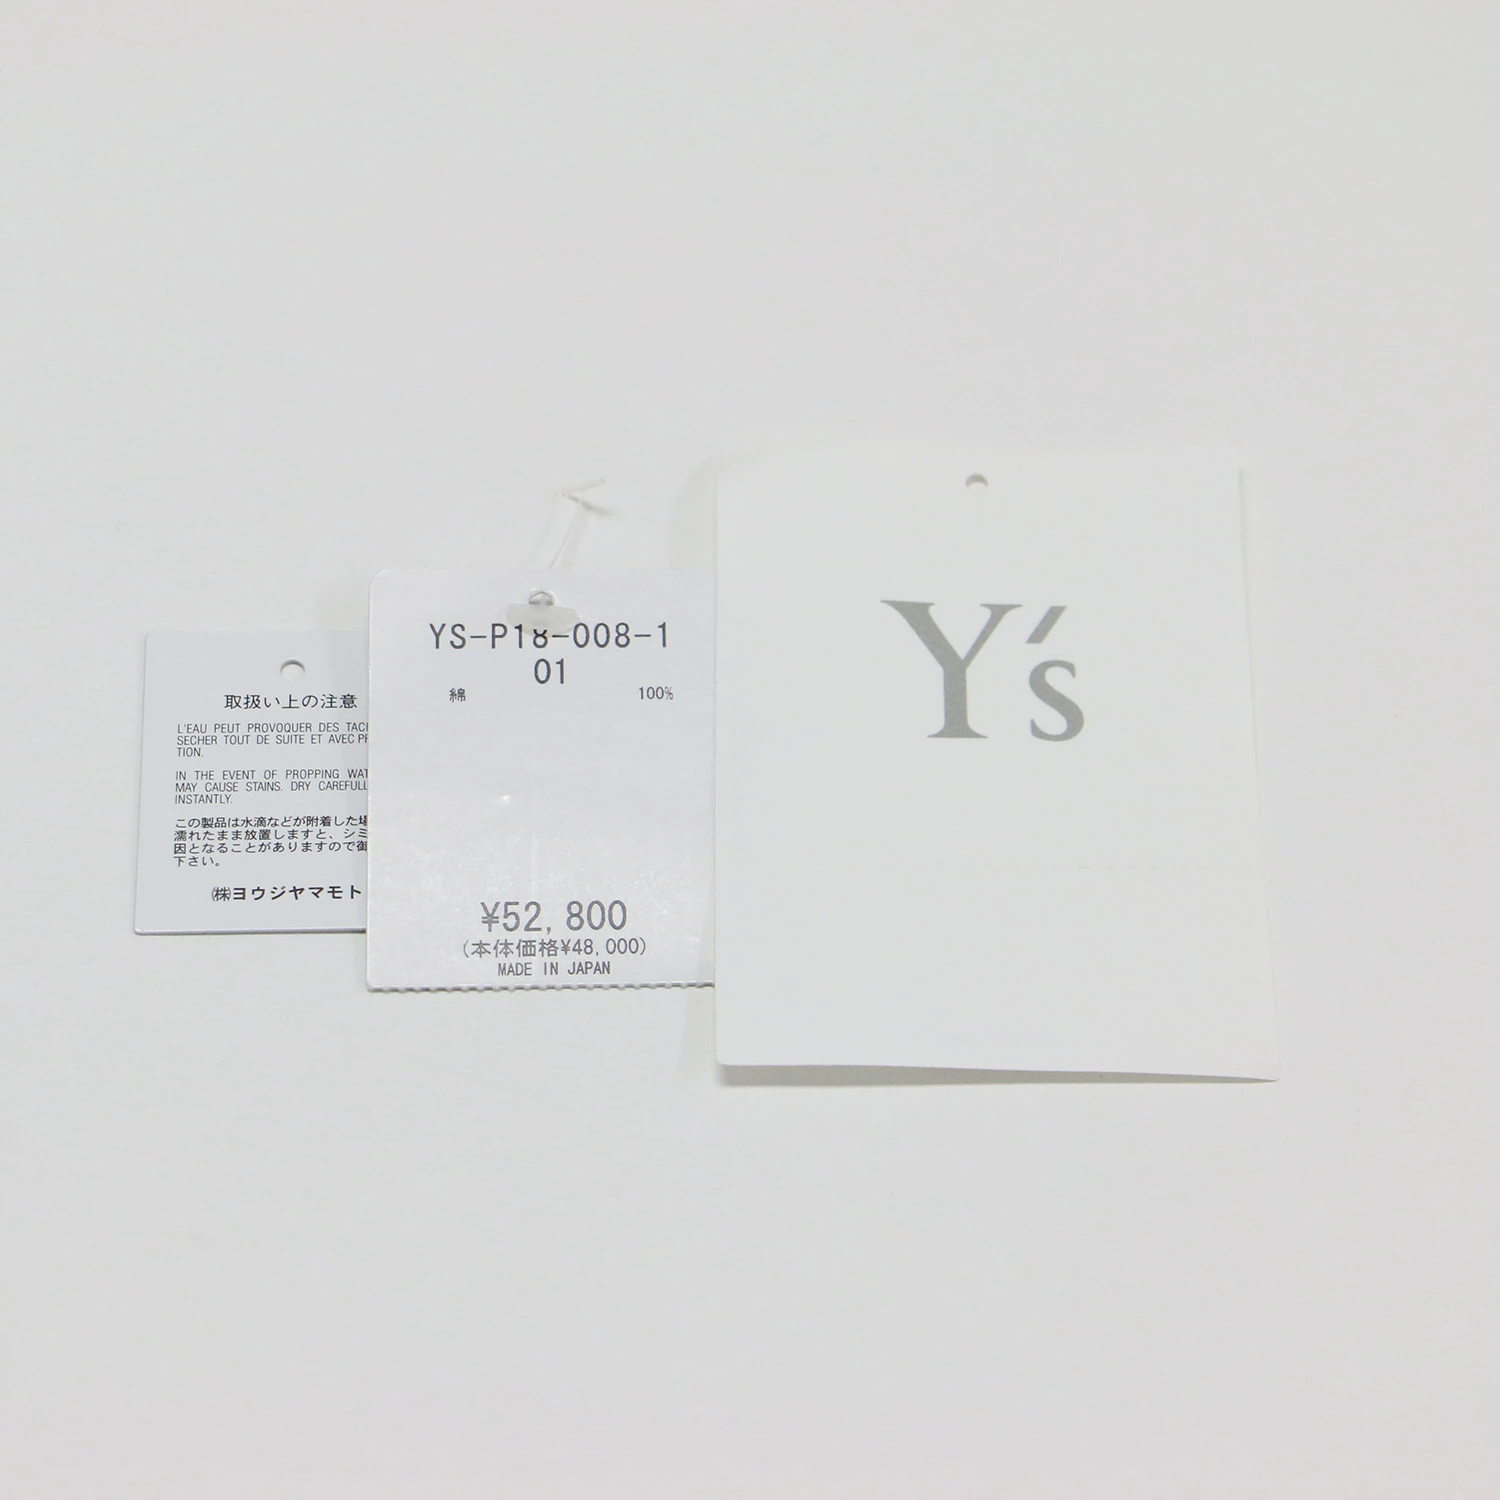 取扱い上の注意
L'EAU PEUT PROVOQUER DES
SECHER TOUT DE SUITE ET AVEC
TION.
IN THE EVENT OF PROPPING
MAY CAUSE STAINS. DRY
INSTANTLY.
この製品は水滴などが附着した場
濡れたまま放置しますと、シミ
因となることがありますので御
下さい。
㈱ヨウジヤマモト
YS-P18-008-1
01
綿 100%
¥52,800
(本体価格¥48,000)
MADE IN JAPAN
Y's